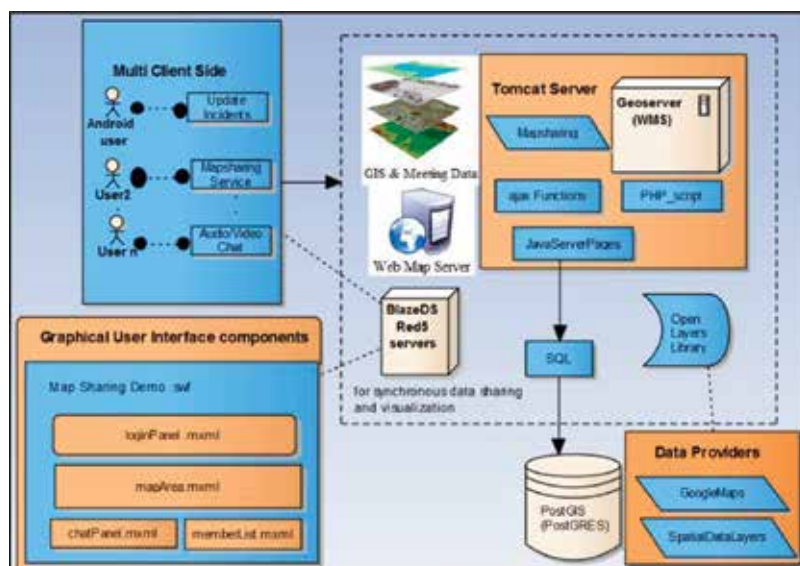 Multi Client Side
Android
user
Update
Incidents
User2
Mapsharing
Service
User n
Audio/Video
Chat
GIS & Meeting Data
Web Map Server
Tomcat Server
Geoserver
(WMS)
Mapsharing
ajax Functions
PHP_script
JavaServerPages
BlazeDS
Red5
servers
for synchronous data sharing
and visualization
SQL
Open
Layers
Library
Graphical User Interface components
Map Sharing Demo .swf
loginPanel .mxml
mapArea.mxml
chatPanel.mxml
memberList.mxml
PostGIS
(PostGRES)
Data Providers
GoogleMaps
SpatialDataLayers